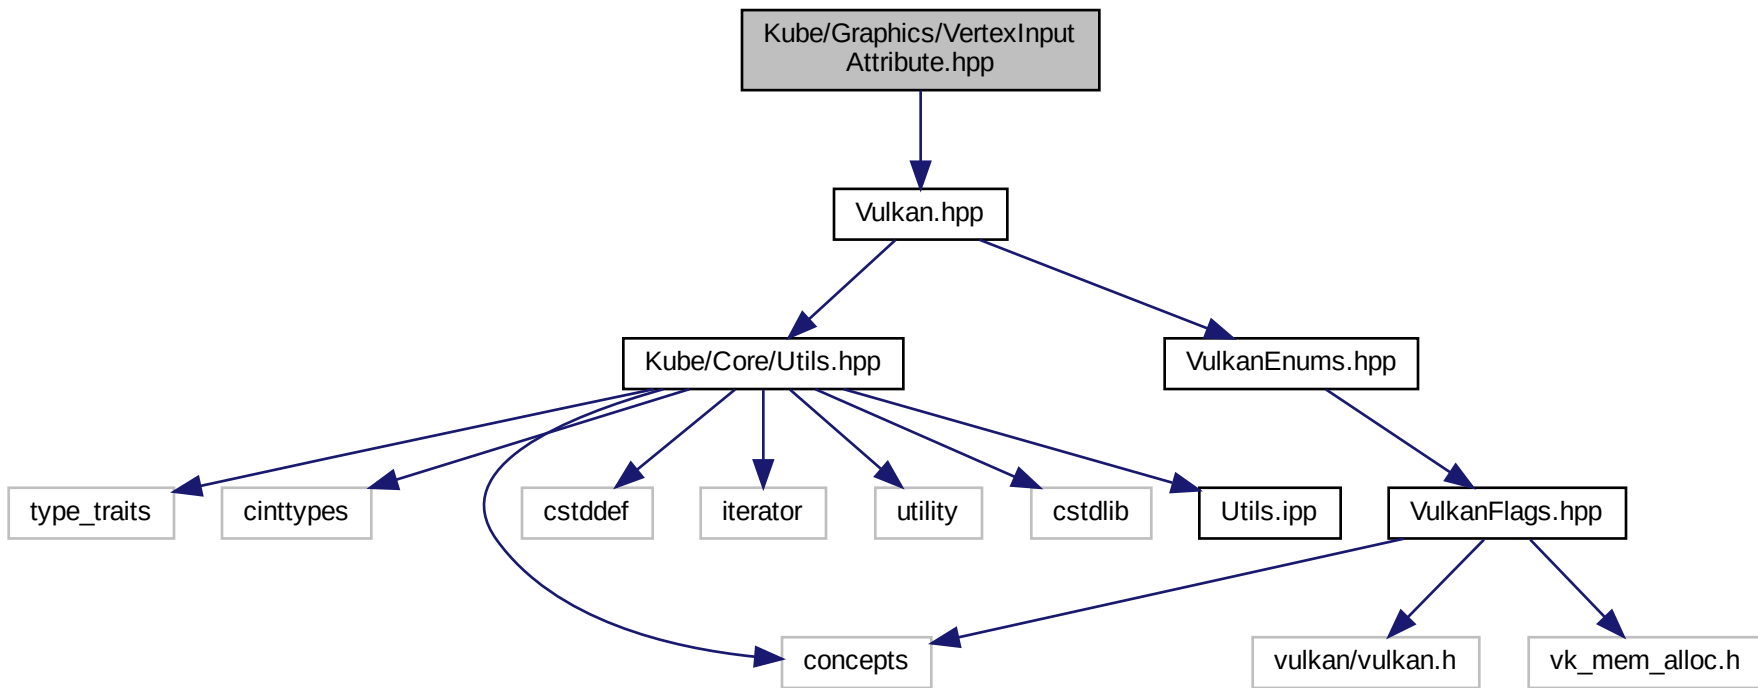 Kube/Graphics/VertexInput
Attribute.hpp
Vulkan.hpp
Kube/Core/Utils.hpp
VulkanEnums.hpp
type_traits
cinttypes
cstddef
iterator
utility
cstdlib
Utils.ipp
VulkanFlags.hpp
concepts
vulkan/vulkan.h
vk_mem_alloc.h